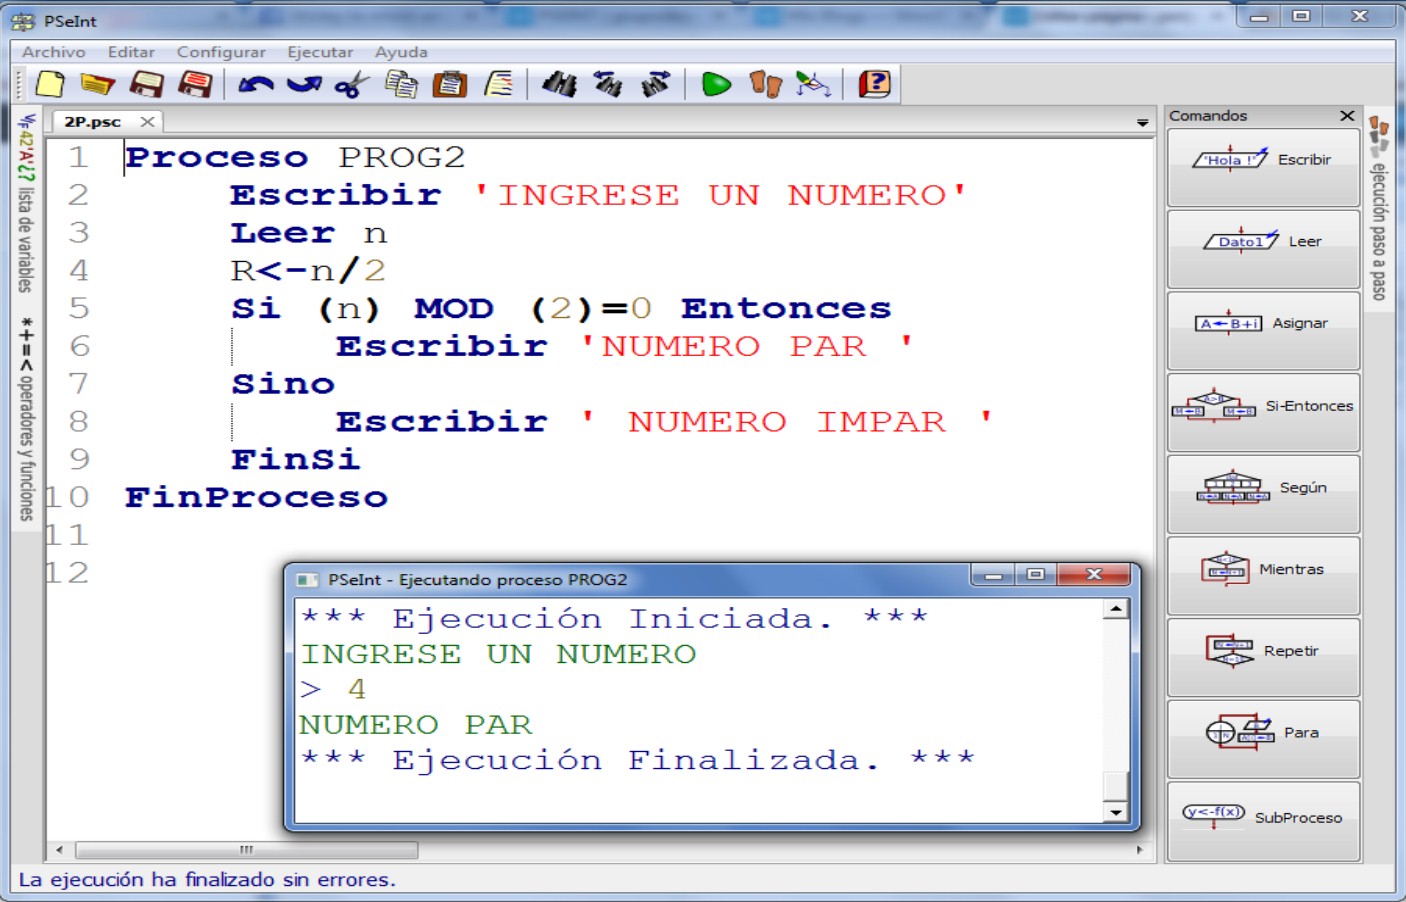 PSeInt
Archivo Editar Configurar Ejecutar Ayuda
2P.psc
1 Proceso PROG2
2 Escribir 'INGRESE UN NUMERO'
3 Leer n
4 R<-n/2
5 Si (n) MOD (2)=0 Entonces
6 Escribir 'NUMERO PAR '
7 Sino
8 Escribir ' NUMERO IMPAR '
9 FinSi
10 FinProceso
11
12
PSeInt - Ejecutando proceso PROG2
*** Ejecución Iniciada. ***
INGRESE UN NUMERO
> 4
NUMERO PAR
*** Ejecución Finalizada. ***
La ejecución ha finalizado sin errores.
42'A'¿? lista de variables
*+=< operadores y funciones
Comandos
'Hola !' Escribir
Dato1 Leer
A←B+i Asignar
Si-Entonces
Según
Mientras
Repetir
Para
y<-f(x) SubProceso
ejecución paso a paso